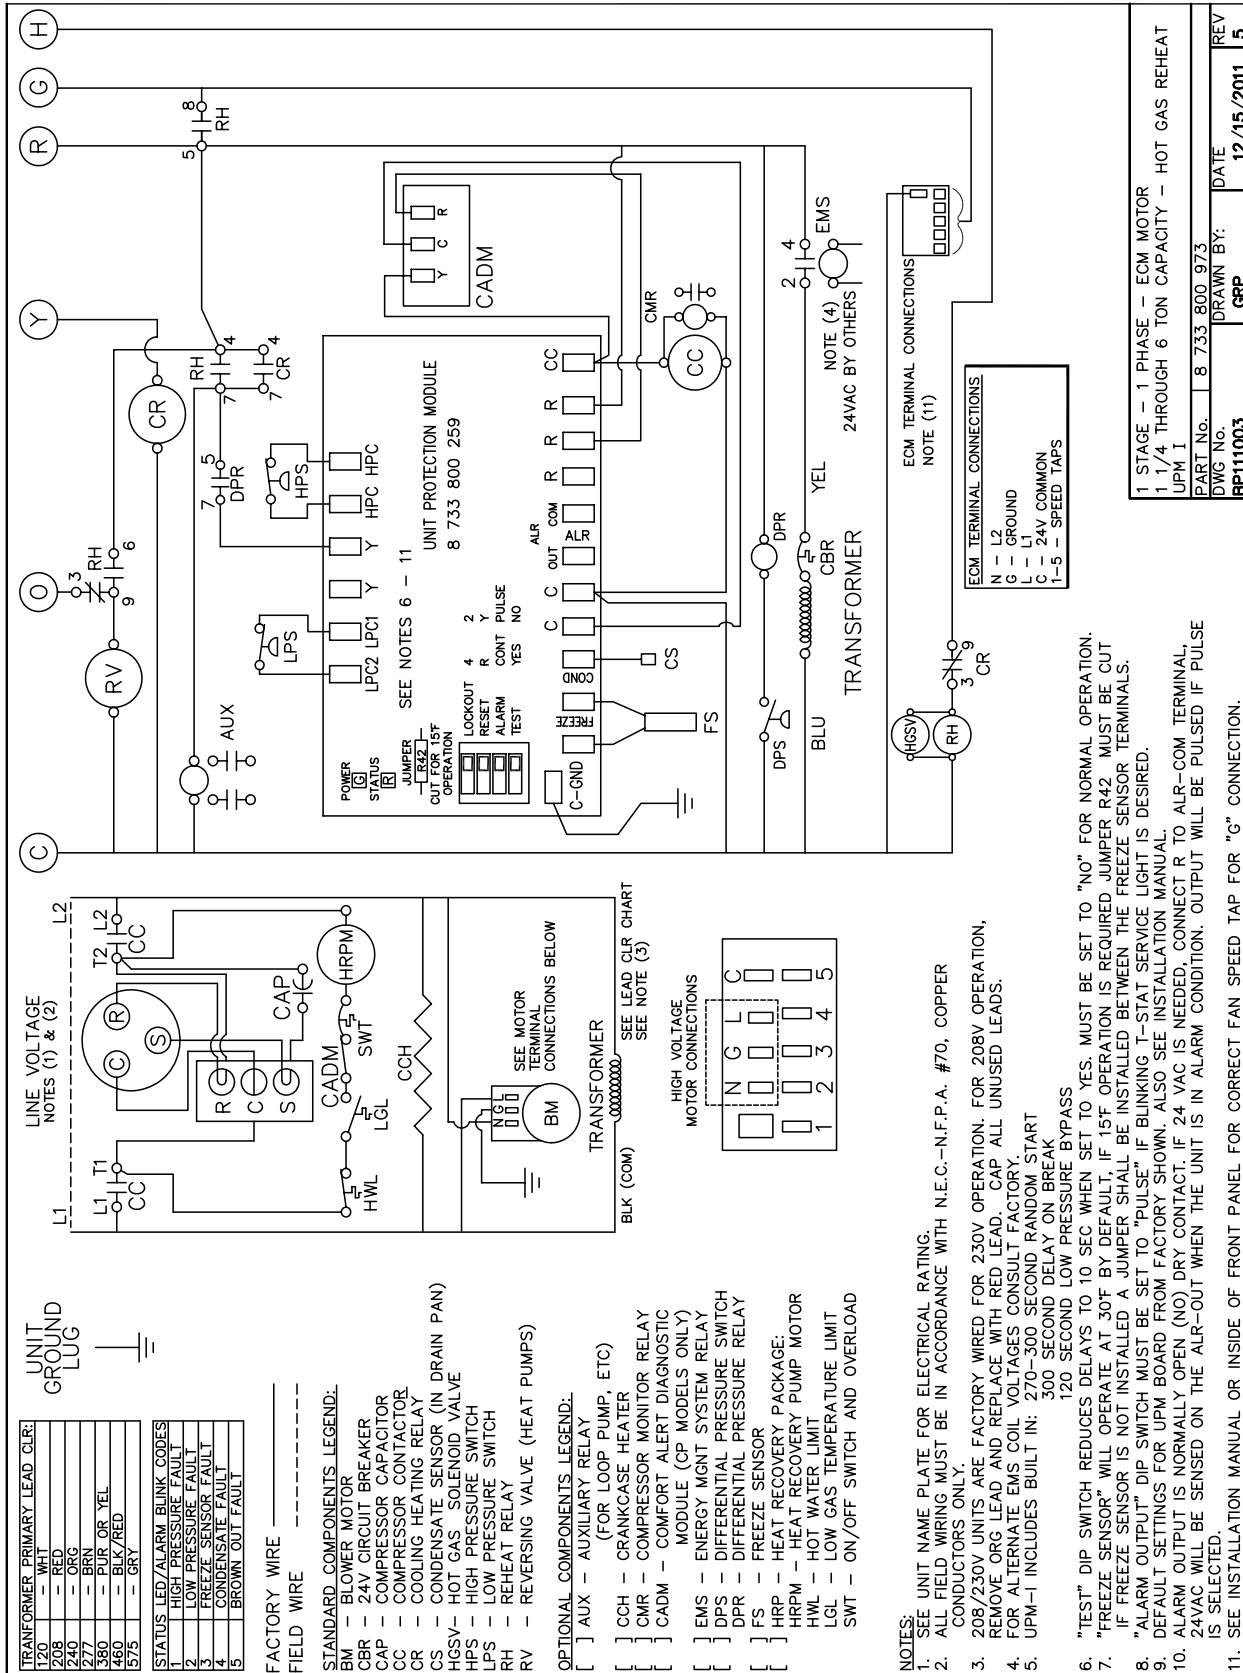 TRANFORMER PRIMARY LEAD CLR:
120 - WHT
208 - RED
240 - ORG
277 - BRN
380 - PUR OR YEL
460 - BLK/RED
575 - GRY
STATUS LED/ALARM BLINK CODES
1 HIGH PRESSURE FAULT
2 LOW PRESSURE FAULT
3 FREEZE SENSOR FAULT
4 CONDENSATE FAULT
5 BROWN OUT FAULT
UNIT
GROUND
LUG
FACTORY WIRE
FIELD WIRE
STANDARD COMPONENTS LEGEND:
BM - BLOWER MOTOR
CBR - 24V CIRCUIT BREAKER
CAP - COMPRESSOR CAPACITOR
CC - COMPRESSOR CONTACTOR
CR - COOLING HEATING RELAY
CS - CONDENSATE SENSOR (IN DRAIN PAN)
HGSV- HOT GAS SOLENOID VALVE
HPS - HIGH PRESSURE SWITCH
LPS - LOW PRESSURE SWITCH
RH - REHEAT RELAY
RV - REVERSING VALVE (HEAT PUMPS)
OPTIONAL COMPONENTS LEGEND:
[ ] AUX - AUXILIARY RELAY
(FOR LOOP PUMP, ETC)
[ ] CCH - CRANKCASE HEATER
[ ] CMR - COMPRESSOR MONITOR RELAY
[ ] CADM - COMFORT ALERT DIAGNOSTIC
MODULE (CP MODELS ONLY)
[ ] EMS - ENERGY MGNT SYSTEM RELAY
[ ] DPS - DIFFERENTIAL PRESSURE SWITCH
[ ] DPR - DIFFERENTIAL PRESSURE RELAY
[ ] FS - FREEZE SENSOR
[ ] HRP - HEAT RECOVERY PACKAGE:
HRPM - HEAT RECOVERY PUMP MOTOR
HWL - HOT WATER LIMIT
LGL - LOW GAS TEMPERATURE LIMIT
SWT - ON/OFF SWITCH AND OVERLOAD
LINE VOLTAGE
NOTES (1) & (2)
L1
L2
L1 T1
CC
T2 L2
CC
C
R
S
R
C
S
CAP
CADM
HWL
LGL
SWT
HRPM
CCH
N G L
BM
SEE MOTOR
TERMINAL
CONNECTIONS BELOW
TRANSFORMER
BLK (COM)
SEE LEAD CLR CHART
SEE NOTE (3)
HIGH VOLTAGE
MOTOR CONNECTIONS
N G L C
1 2 3 4 5
C
O
Y
R
G
H
RV
3
9
RH
6
CR
AUX
RH
7
4
CR
7
4
5
8
RH
7
5
DPR
LPS
HPS
LPC2 LPC1 Y Y HPC HPC
POWER
G
STATUS
R
JUMPER
R42
CUT FOR 15°F
OPERATION
SEE NOTES 6 - 11
UNIT PROTECTION MODULE
8 733 800 259
LOCKOUT 4 2
RESET R Y
ALARM CONT PULSE
TEST YES NO
C-GND
FREEZE
COND
C
C
OUT
ALR
COM
ALR
R
R
R
CC
FS
CS
CADM
Y C R
CC
CMR
DPS
DPR
BLU
TRANSFORMER
CBR
YEL
2
4
EMS
NOTE (4)
24VAC BY OTHERS
ECM TERMINAL CONNECTIONS
NOTE (11)
HGSV
RH
3
9
CR
ECM TERMINAL CONNECTIONS
N - L2
G - GROUND
L - L1
C - 24V COMMON
1-5 - SPEED TAPS
NOTES:
1. SEE UNIT NAME PLATE FOR ELECTRICAL RATING.
2. ALL FIELD WIRING MUST BE IN ACCORDANCE WITH N.E.C.-N.F.P.A. #70, COPPER
CONDUCTORS ONLY.
3. 208/230V UNITS ARE FACTORY WIRED FOR 230V OPERATION. FOR 208V OPERATION,
REMOVE ORG LEAD AND REPLACE WITH RED LEAD. CAP ALL UNUSED LEADS.
4. FOR ALTERNATE EMS COIL VOLTAGES CONSULT FACTORY.
5. UPM-I INCLUDES BUILT IN: 270-300 SECOND RANDOM START
300 SECOND DELAY ON BREAK
120 SECOND LOW PRESSURE BYPASS
6. "TEST" DIP SWITCH REDUCES DELAYS TO 10 SEC WHEN SET TO YES. MUST BE SET TO "NO" FOR NORMAL OPERATION.
7. "FREEZE SENSOR" WILL OPERATE AT 30°F BY DEFAULT, IF 15°F OPERATION IS REQUIRED JUMPER R42 MUST BE CUT
IF FREEZE SENSOR IS NOT INSTALLED A JUMPER SHALL BE INSTALLED BETWEEN THE FREEZE SENSOR TERMINALS.
8. "ALARM OUTPUT" DIP SWITCH MUST BE SET TO "PULSE" IF BLINKING T-STAT SERVICE LIGHT IS DESIRED.
9. DEFAULT SETTINGS FOR UPM BOARD FROM FACTORY SHOWN. ALSO SEE INSTALLATION MANUAL.
10. ALARM OUTPUT IS NORMALLY OPEN (NO) DRY CONTACT. IF 24 VAC IS NEEDED, CONNECT R TO ALR-COM TERMINAL,
24VAC WILL BE SENSED ON THE ALR-OUT WHEN THE UNIT IS IN ALARM CONDITION. OUTPUT WILL BE PULSED IF PULSE
IS SELECTED.
11. SEE INSTALLATION MANUAL OR INSIDE OF FRONT PANEL FOR CORRECT FAN SPEED TAP FOR "G" CONNECTION.
1 STAGE - 1 PHASE - ECM MOTOR
1 1/4 THROUGH 6 TON CAPACITY - HOT GAS REHEAT
UPM I
PART No. 8 733 800 973
DWG No. DRAWN BY: DATE REV
BP111003 GRP 12/15/2011 5